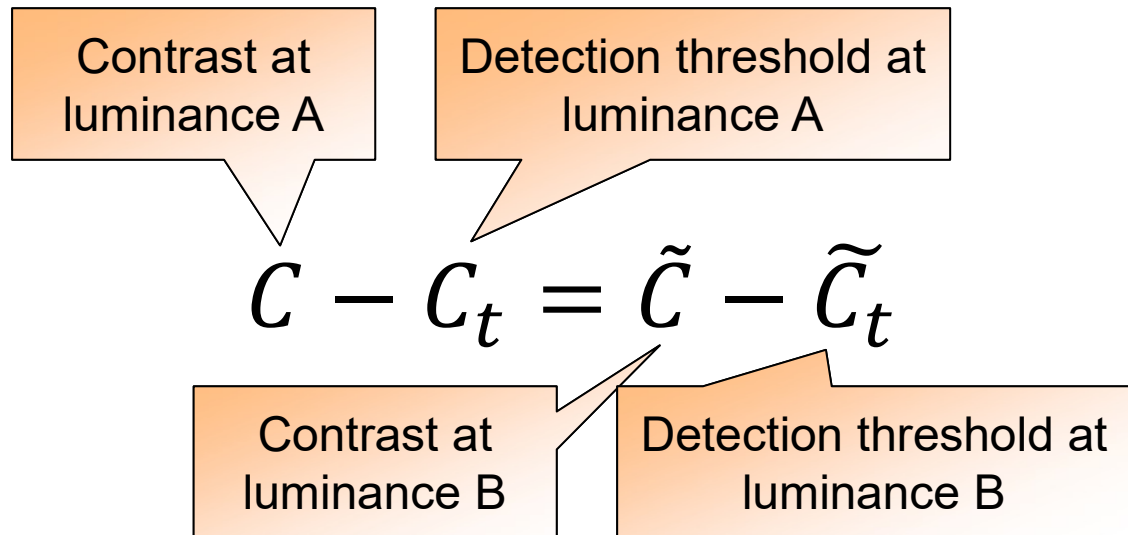 Contrast at
luminance A
Detection threshold at
luminance A
C − C_t = C̃ − C̃_t
Contrast at
luminance B
Detection threshold at
luminance B